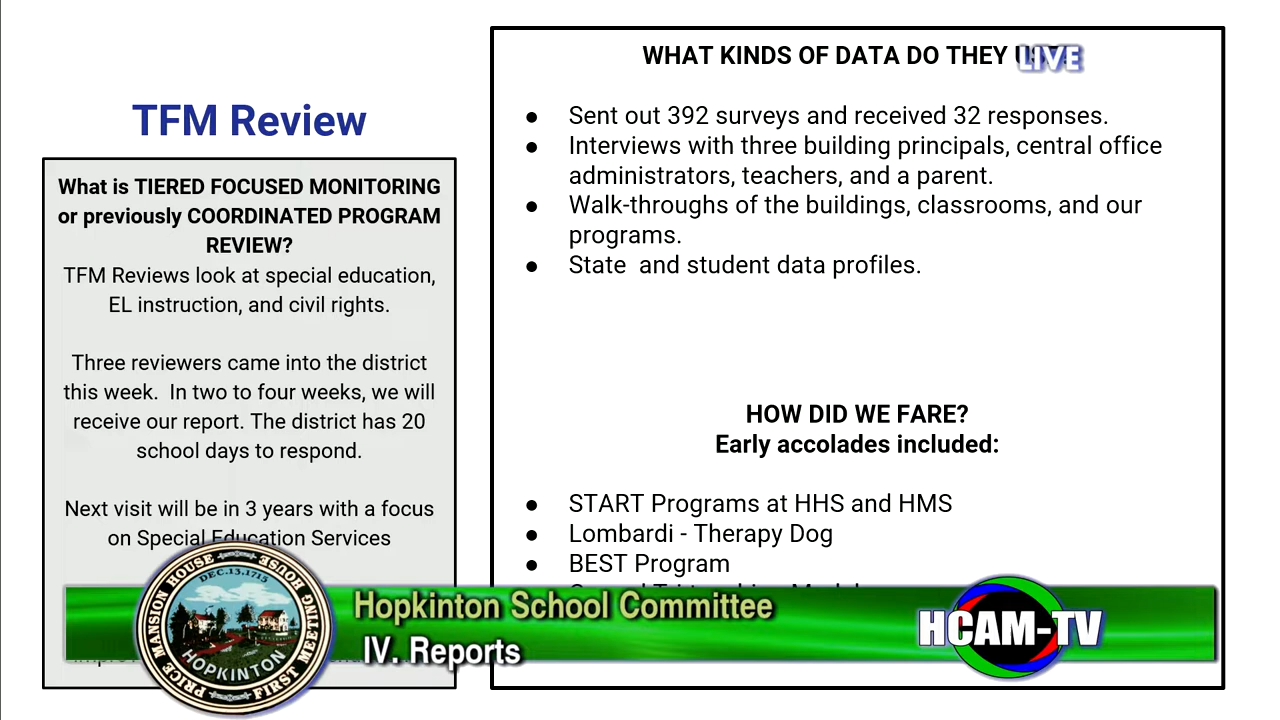 TFM Review
What is TIERED FOCUSED MONITORING
or previously COORDINATED PROGRAM
REVIEW?
TFM Reviews look at special education,
EL instruction, and civil rights.
Three reviewers came into the district
this week.  In two to four weeks, we will
receive our report. The district has 20
school days to respond.
Next visit will be in 3 years with a focus
on Special Education Services
WHAT KINDS OF DATA DO THEY
LIVE
● Sent out 392 surveys and received 32 responses.
● Interviews with three building principals, central office
administrators, teachers, and a parent.
● Walk-throughs of the buildings, classrooms, and our
programs.
● State  and student data profiles.
HOW DID WE FARE?
Early accolades included:
● START Programs at HHS and HMS
● Lombardi - Therapy Dog
● BEST Program
Hopkinton School Committee
IV. Reports
HCAM-TV
PRICE MANSION HOUSE
FIRST MEETING HOUSE
DEC.13,1715
HOPKINTON